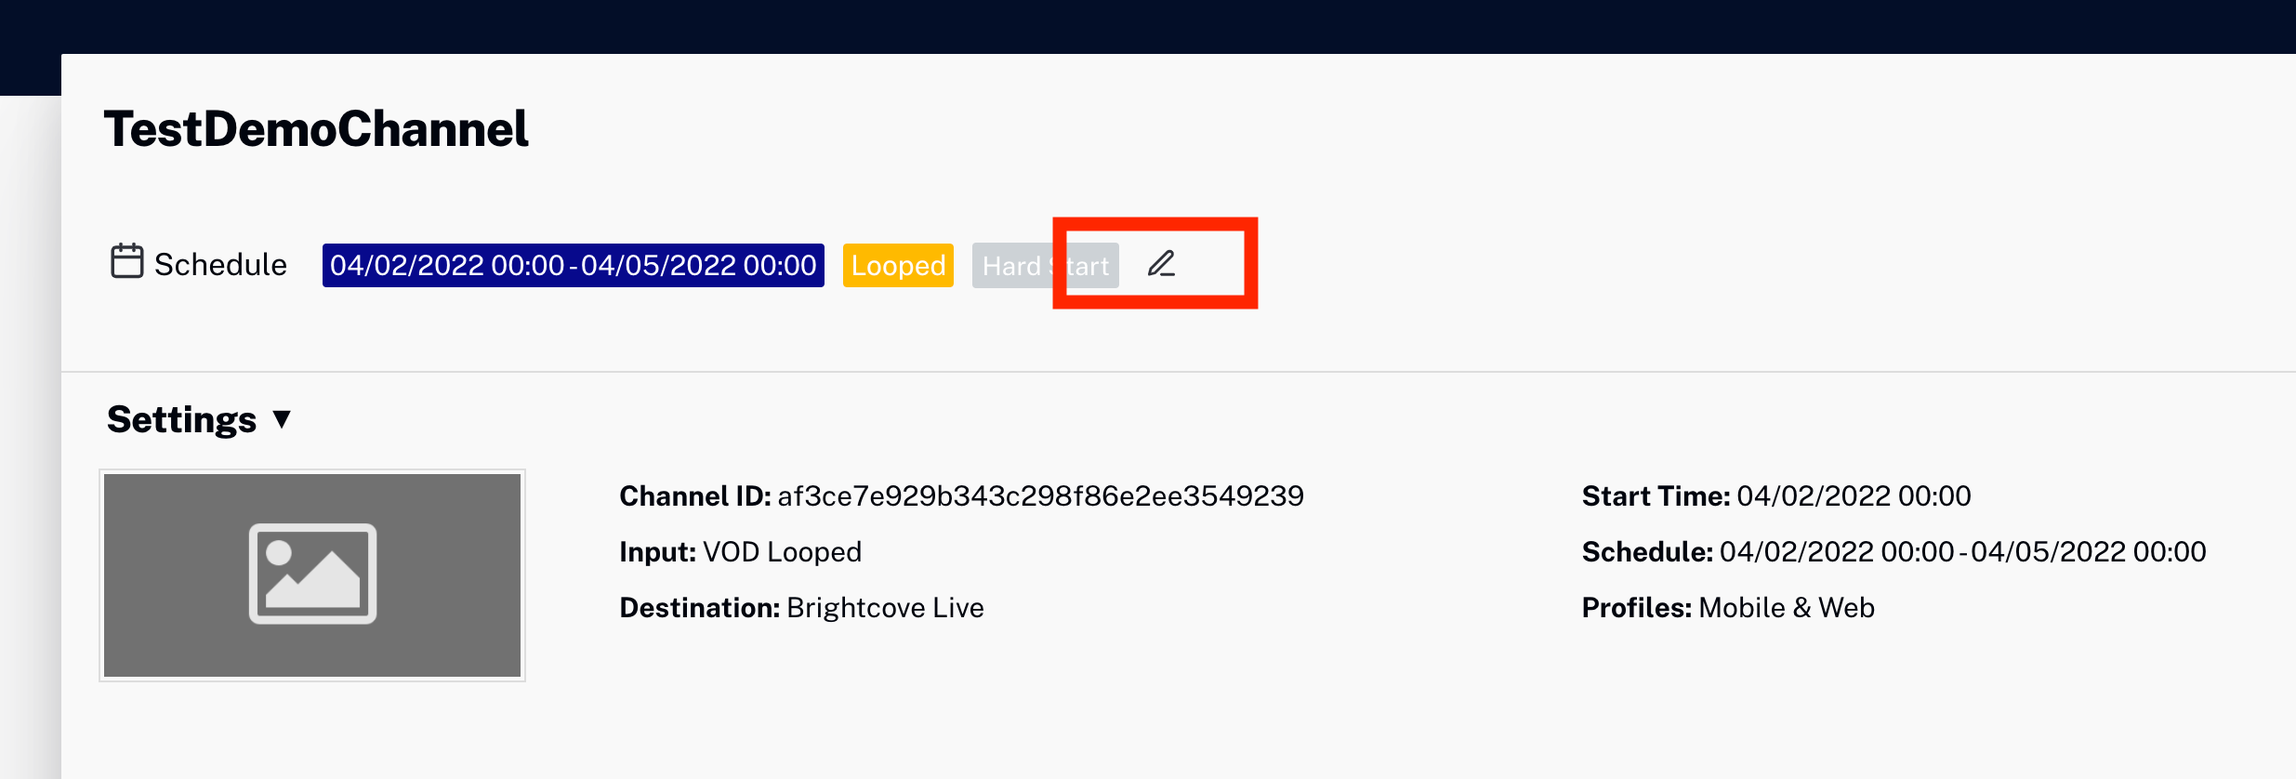 TestDemoChannel
Schedule 04/02/2022 00:00 - 04/05/2022 00:00 Looped Hard Start
Settings ▼
Channel ID: af3ce7e929b343c298f86e2ee3549239
Start Time: 04/02/2022 00:00
Input: VOD Looped
Schedule: 04/02/2022 00:00 - 04/05/2022 00:00
Destination: Brightcove Live
Profiles: Mobile & Web